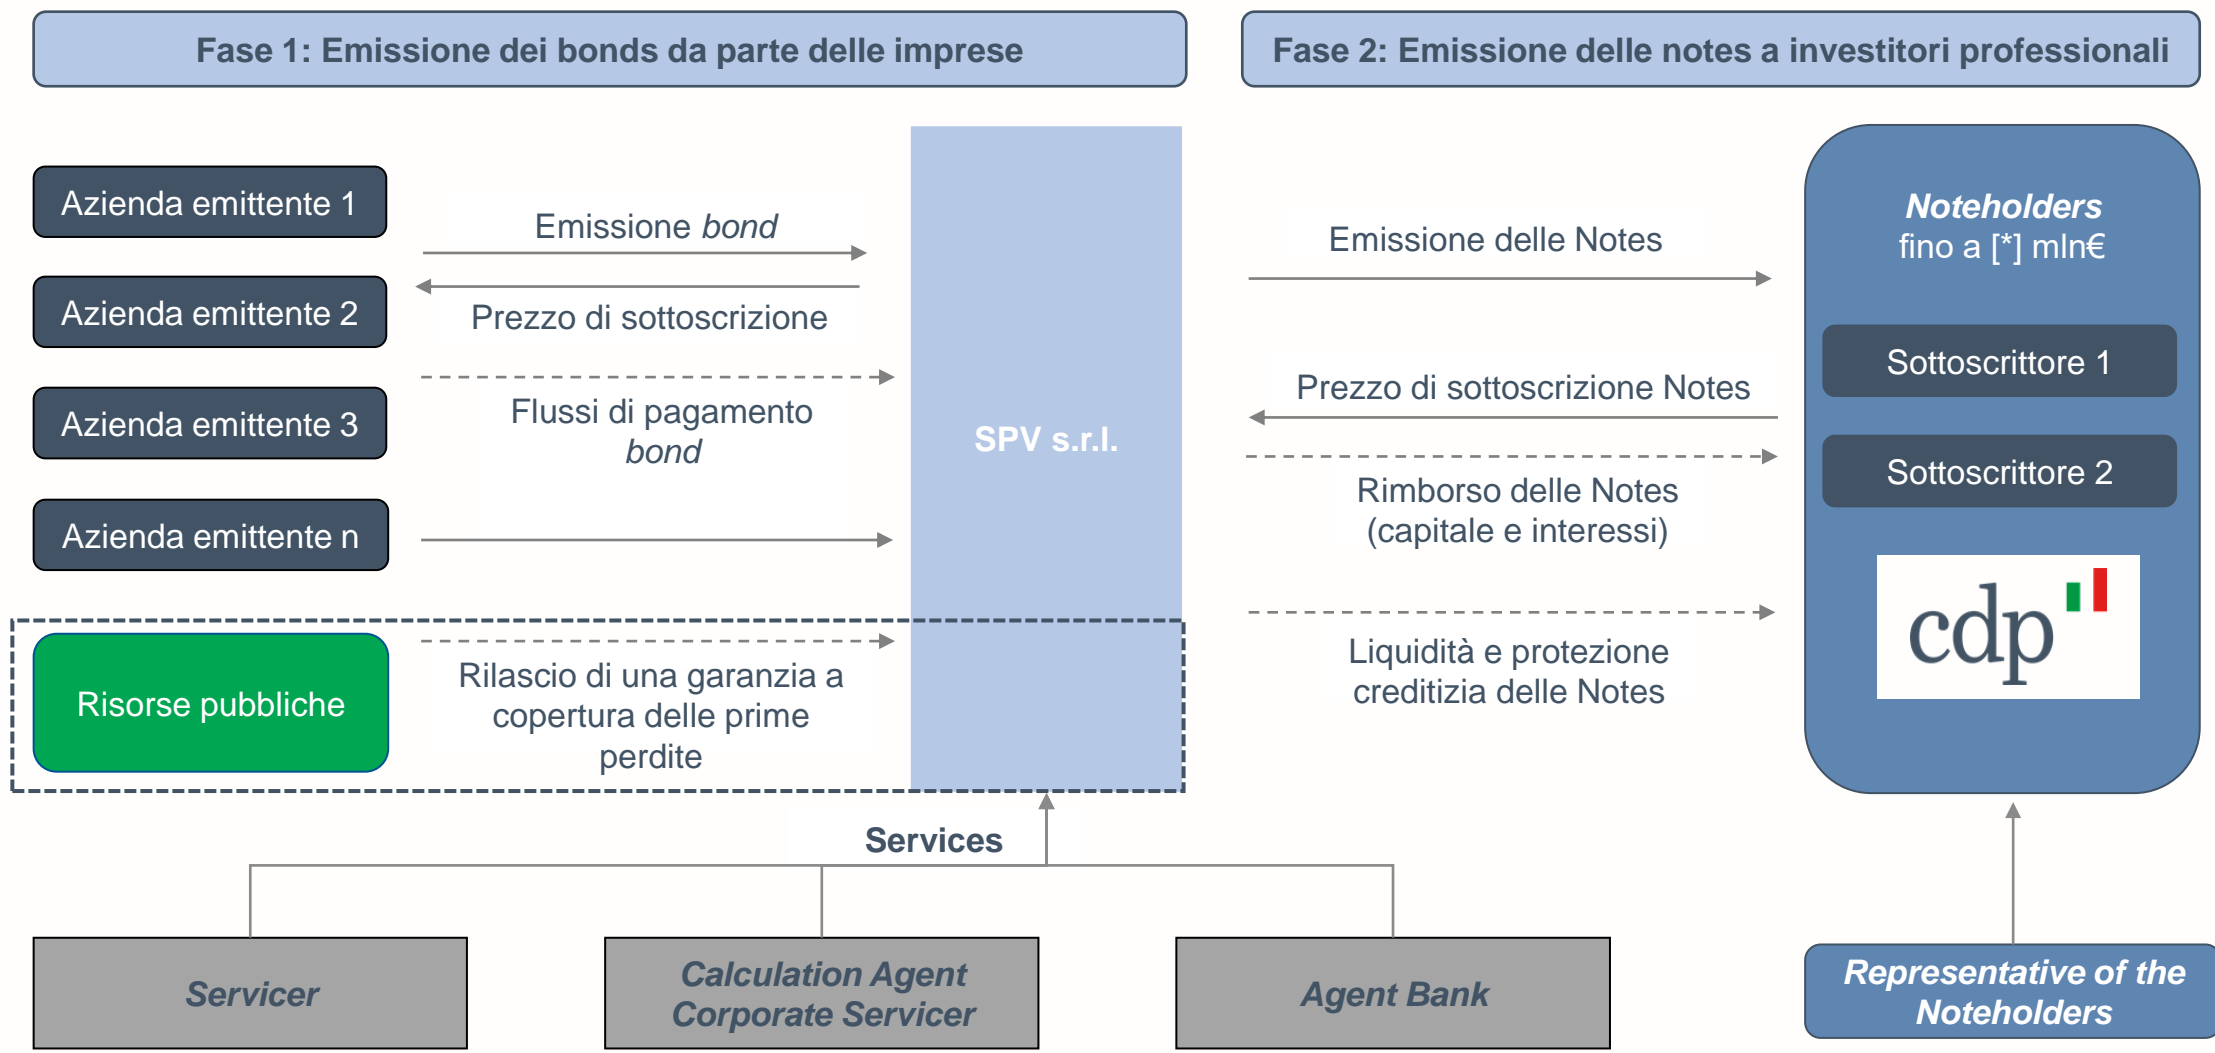 Fase 1: Emissione dei bonds da parte delle imprese
Fase 2: Emissione delle notes a investitori professionali
Azienda emittente 1
Azienda emittente 2
Azienda emittente 3
Azienda emittente n
Risorse pubbliche
Emissione bond
Prezzo di sottoscrizione
Flussi di pagamento
bond
Rilascio di una garanzia a
copertura delle prime
perdite
SPV s.r.l.
Emissione delle Notes
Prezzo di sottoscrizione Notes
Rimborso delle Notes
(capitale e interessi)
Liquidità e protezione
creditizia delle Notes
Noteholders
fino a [*] mln€
Sottoscrittore 1
Sottoscrittore 2
cdp
Services
Servicer
Calculation Agent
Corporate Servicer
Agent Bank
Representative of the
Noteholders